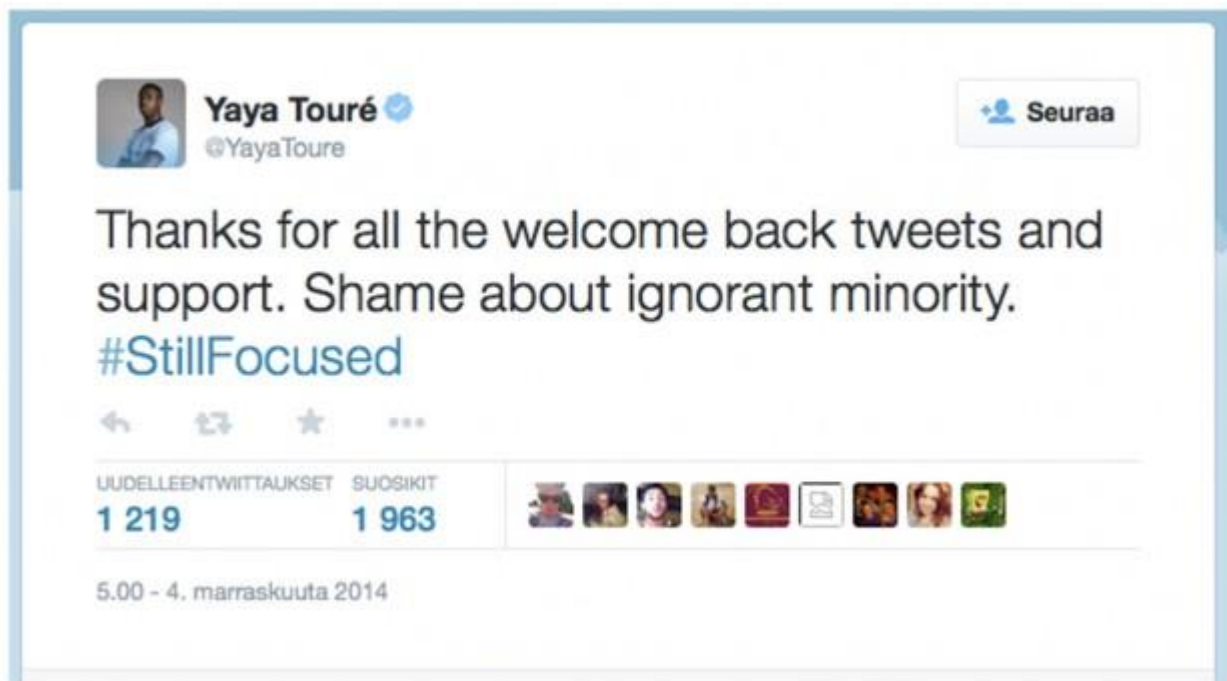 Yaya Touré
@YayaToure
Seuraa
Thanks for all the welcome back tweets and
support. Shame about ignorant minority.
#StillFocused
UUDELLEENTWIITTAUKSET SUOSIKIT
1 219 1 963
5.00 - 4. marraskuuta 2014